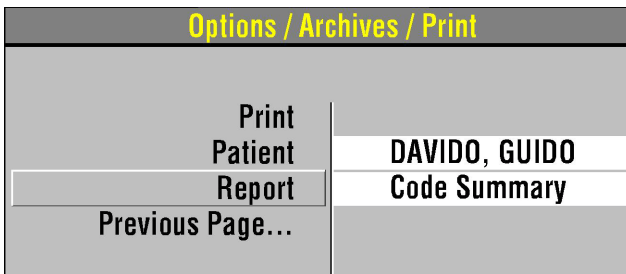 Options / Archives / Print
Print
Patient DAVIDO, GUIDO
Report Code Summary
Previous Page...